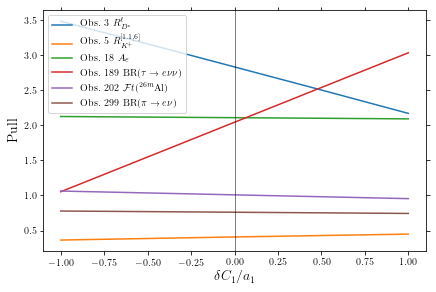 Pull
3.5
3.0
2.5
2.0
1.5
1.0
0.5
Obs. 3 $R_{D^*}^{\ell}$
Obs. 5 $R_{K^+}^{[1.1,6]}$
Obs. 18 $A_e$
Obs. 189 BR($\tau \to e\nu\nu$)
Obs. 202 $\mathcal{F}t(^{26m}$Al)
Obs. 299 BR($\pi \to e\nu$)
−1.00 −0.75 −0.50 −0.25 0.00 0.25 0.50 0.75 1.00
$\delta C_1/a_1$